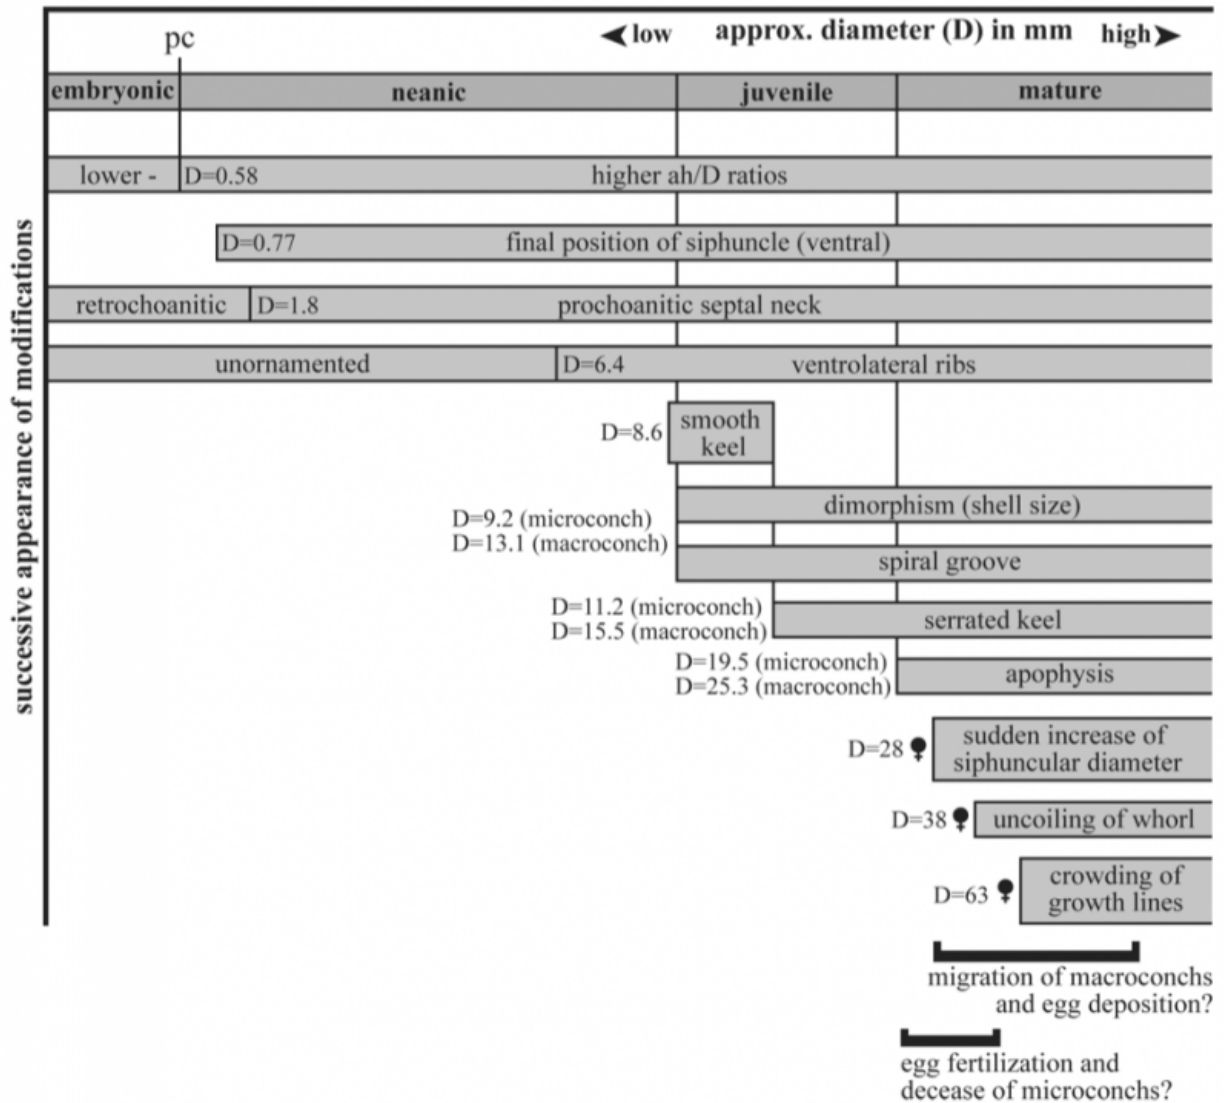 pc
◄ low approx. diameter (D) in mm high ►
embryonic neanic juvenile mature
lower - D=0.58 higher ah/D ratios
D=0.77 final position of siphuncle (ventral)
retrochoanitic D=1.8 prochoanitic septal neck
unornamented D=6.4 ventrolateral ribs
D=8.6 smooth
keel
dimorphism (shell size)
D=9.2 (microconch)
D=13.1 (macroconch)
spiral groove
D=11.2 (microconch)
D=15.5 (macroconch)
serrated keel
D=19.5 (microconch)
D=25.3 (macroconch)
apophysis
D=28 ♀ sudden increase of
siphuncular diameter
D=38 ♀ uncoiling of whorl
D=63 ♀ crowding of
growth lines
migration of macroconchs
and egg deposition?
egg fertilization and
decease of microconchs?
successive appearance of modifications